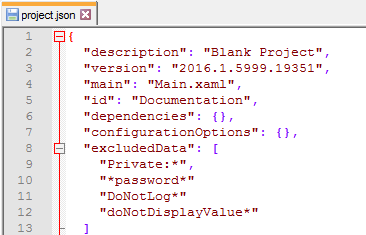 project.json
1 {
2 "description": "Blank Project",
3 "version": "2016.1.5999.19351",
4 "main": "Main.xaml",
5 "id": "Documentation",
6 "dependencies": {},
7 "configurationOptions": {},
8 "excludedData": [
9 "Private:*",
10 "*password*"
11 "DoNotLog*"
12 "doNotDisplayValue*"
13 ]